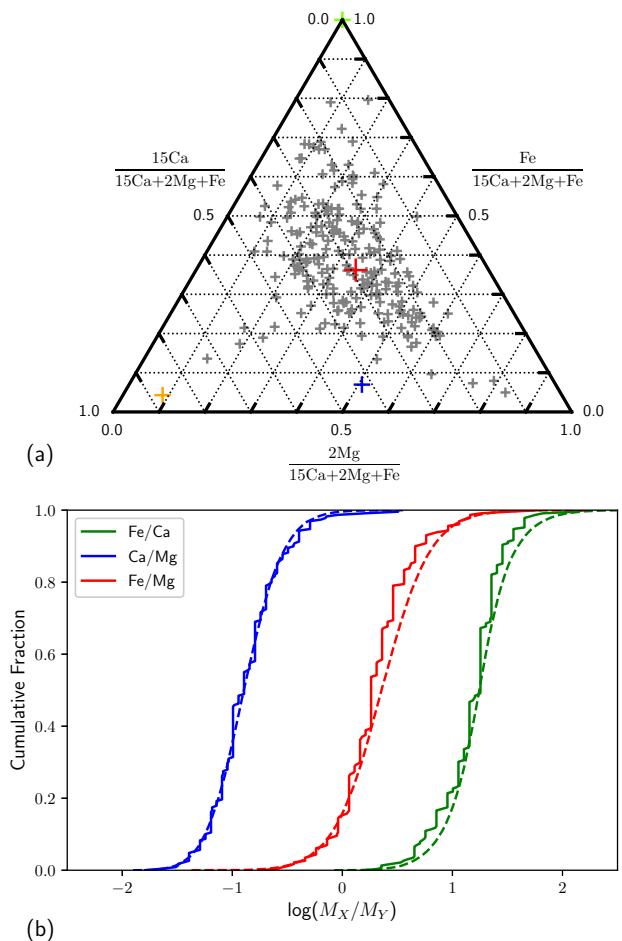 0.0
1.0
15Ca
15Ca+2Mg+Fe
Fe
15Ca+2Mg+Fe
0.5
0.5
1.0
0.0
0.0
0.5
1.0
(a)
2Mg
15Ca+2Mg+Fe
1.0
Fe/Ca
Ca/Mg
Fe/Mg
0.8
0.6
0.4
0.2
0.0
Cumulative Fraction
−2
−1
0
1
2
log(M_X/M_Y)
(b)